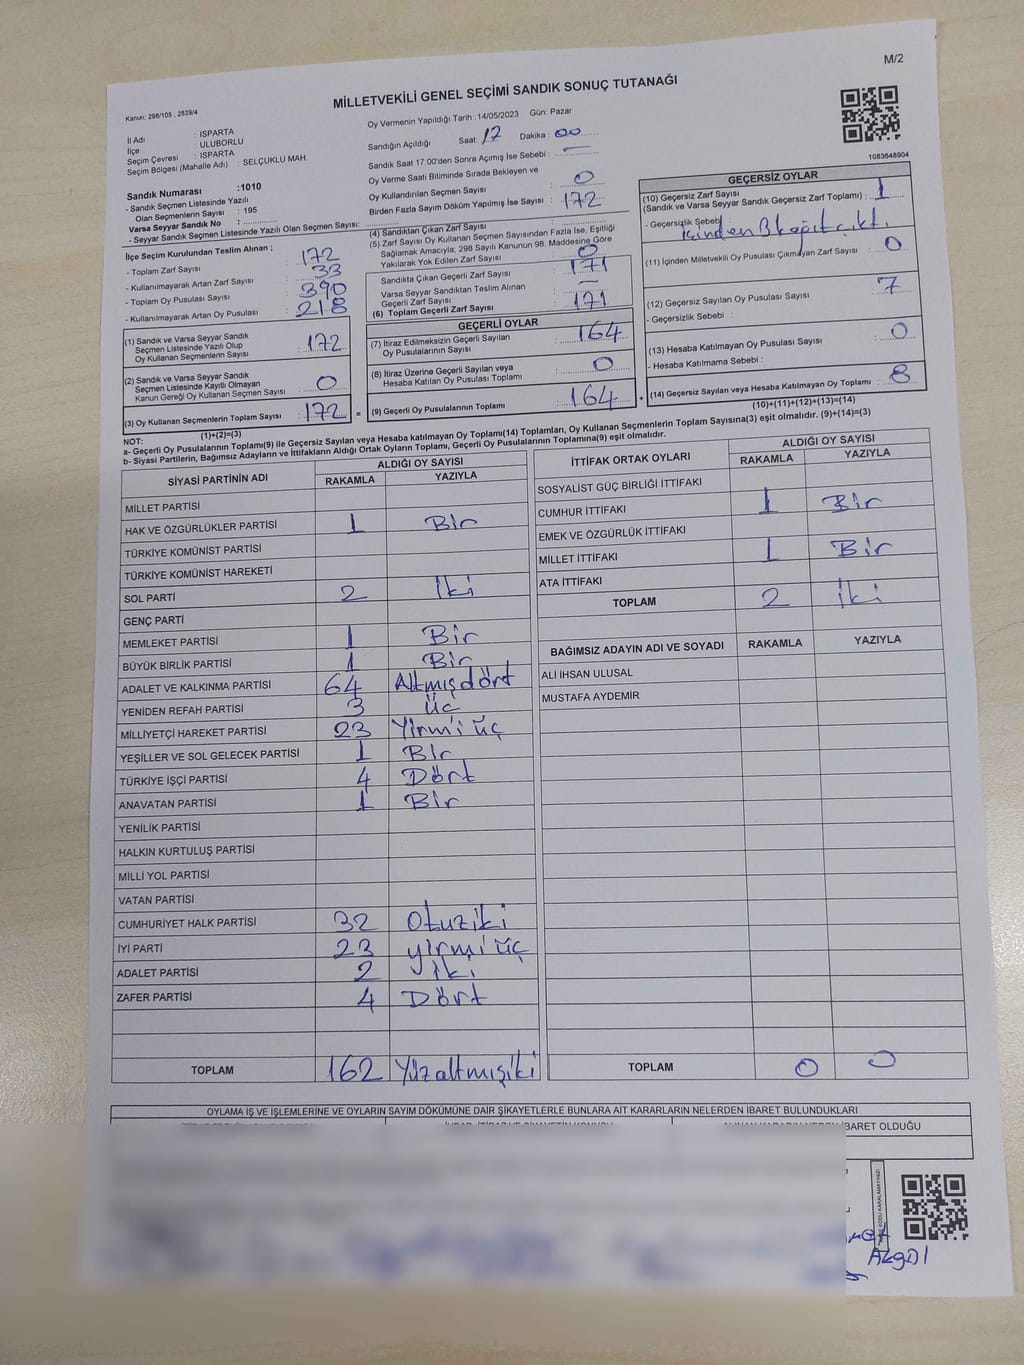 M/2
MİLLETVEKİLİ GENEL SEÇİMİ SANDIK SONUÇ TUTANAĞI
Kanun: 298/105 , 2839/4
İl Adı : ISPARTA
İlçe : ULUBORLU
Seçim Çevresi : ISPARTA
Seçim Bölgesi (Mahalle Adı) : SELÇUKLU MAH.
Sandık Numarası :1010
- Sandık Seçmen Listesinde Yazılı
Olan Seçmenlerin Sayısı : 195
Varsa Seyyar Sandık No :
- Seyyar Sandık Seçmen Listesinde Yazılı Olan Seçmen Sayısı:
Oy Vermenin Yapıldığı Tarih : 14/05/2023 Gün: Pazar
Sandığın Açıldığı Saat 17 Dakika : 00
Sandık Saat 17.00'den Sonra Açımış İse Sebebi : —
Oy Verme Saati Bitiminde Sırada Bekleyen ve
Oy Kullandırılan Seçmen Sayısı : 0
Birden Fazla Sayım Döküm Yapılmış İse Sayısı : 172
1083648904
İlçe Seçim Kurulundan Teslim Alınan ;
- Toplam Zarf Sayısı : 172
- Kullanılmayarak Artan Zarf Sayısı : 33
- Toplam Oy Pusulası Sayısı : 390
- Kullanılmayarak Artan Oy Pusulası : 218
(1) Sandık ve Varsa Seyyar Sandık
Seçmen Listesinde Yazılı Olup
Oy Kullanan Seçmenlerin Sayısı : 172
(2) Sandık ve Varsa Seyyar Sandık
Seçmen Listesinde Kayıtlı Olmayan
Kanun Gereği Oy Kullanan Seçmen Sayısı : 0
(3) Oy Kullanan Seçmenlerin Toplam Sayısı : 172 =
(1)+(2)=(3)
(4) Sandıktan Çıkan Zarf Sayısı
(5) Zarf Sayısı Oy Kullanan Seçmen Sayısından Fazla İse, Eşitliği
Sağlamak Amacıyla; 298 Sayılı Kanunun 98. Maddesine Göre
Yakılarak Yok Edilen Zarf Sayısı : 0
Sandıkta Çıkan Geçerli Zarf Sayısı : 171
Varsa Seyyar Sandıktan Teslim Alınan
Geçerli Zarf Sayısı : —
(6) Toplam Geçerli Zarf Sayısı : 171
GEÇERLİ OYLAR
(7) İtiraz Edilmeksizin Geçerli Sayılan
Oy Pusulalarının Sayısı : 164
(8) İtiraz Üzerine Geçerli Sayılan veya
Hesaba Katılan Oy Pusulası Toplamı : 0
(9) Geçerli Oy Pusulalarının Toplamı : 164 +
GEÇERSİZ OYLAR
(10) Geçersiz Zarf Sayısı
(Sandık ve Varsa Seyyar Sandık Geçersiz Zarf Toplamı) : 1
- Geçersizlik Sebebi
İçinden 3 kağıt çıktı.
(11) İçinden Milletvekili Oy Pusulası Çıkmayan Zarf Sayısı : 0
(12) Geçersiz Sayılan Oy Pusulası Sayısı : 7
- Geçersizlik Sebebi :
(13) Hesaba Katılmayan Oy Pusulası Sayısı : 0
- Hesaba Katılmama Sebebi :
(14) Geçersiz Sayılan veya Hesaba Katılmayan Oy Toplamı : 8
(10)+(11)+(12)+(13)=(14)
NOT:
a- Geçerli Oy Pusulalarının Toplamı(9) ile Geçersiz Sayılan veya Hesaba katılmayan Oy Toplamı(14) Toplamları, Oy Kullanan Seçmenlerin Toplam Sayısına(3) eşit olmalıdır. (9)+(14)=(3)
b- Siyasi Partilerin, Bağımsız Adayların ve İttifakların Aldığı Ortak Oyların Toplamı, Geçerli Oy Pusulalarının Toplamına(9) eşit olmalıdır.
SİYASİ PARTİNİN ADI ALDIĞI OY SAYISI
RAKAMLA YAZIYLA
MİLLET PARTİSİ
HAK VE ÖZGÜRLÜKLER PARTİSİ 1 Bir
TÜRKİYE KOMÜNİST PARTİSİ
TÜRKİYE KOMÜNİST HAREKETİ
SOL PARTİ 2 İki
GENÇ PARTİ
MEMLEKET PARTİSİ 1 Bir
BÜYÜK BİRLİK PARTİSİ 1 Bir
ADALET VE KALKINMA PARTİSİ 64 Altmışdört
YENİDEN REFAH PARTİSİ 3 Üç
MİLLİYETÇİ HAREKET PARTİSİ 23 Yirmi üç
YEŞİLLER VE SOL GELECEK PARTİSİ 1 Bir
TÜRKİYE İŞÇİ PARTİSİ 4 Dört
ANAVATAN PARTİSİ 1 Bir
YENİLİK PARTİSİ
HALKIN KURTULUŞ PARTİSİ
MİLLİ YOL PARTİSİ
VATAN PARTİSİ
CUMHURİYET HALK PARTİSİ 32 Otuziki
İYİ PARTİ 23 yirmi üç
ADALET PARTİSİ 2 İki
ZAFER PARTİSİ 4 Dört
TOPLAM 162 Yüzaltmışiki
İTTİFAK ORTAK OYLARI ALDIĞI OY SAYISI
RAKAMLA YAZIYLA
SOSYALİST GÜÇ BİRLİĞİ İTTİFAKI
CUMHUR İTTİFAKI 1 Bir
EMEK VE ÖZGÜRLÜK İTTİFAKI
MİLLET İTTİFAKI 1 Bir
ATA İTTİFAKI
TOPLAM 2 İki
BAĞIMSIZ ADAYIN ADI VE SOYADI RAKAMLA YAZIYLA
ALİ İHSAN ULUSAL
MUSTAFA AYDEMİR
TOPLAM 0 0
OYLAMA İŞ VE İŞLEMLERİNE VE OYLARIN SAYIM DÖKÜMÜNE DAİR ŞİKAYETLERLE BUNLARA AİT KARARLARIN NELERDEN İBARET BULUNDUKLARI
İBARET OLDUĞU